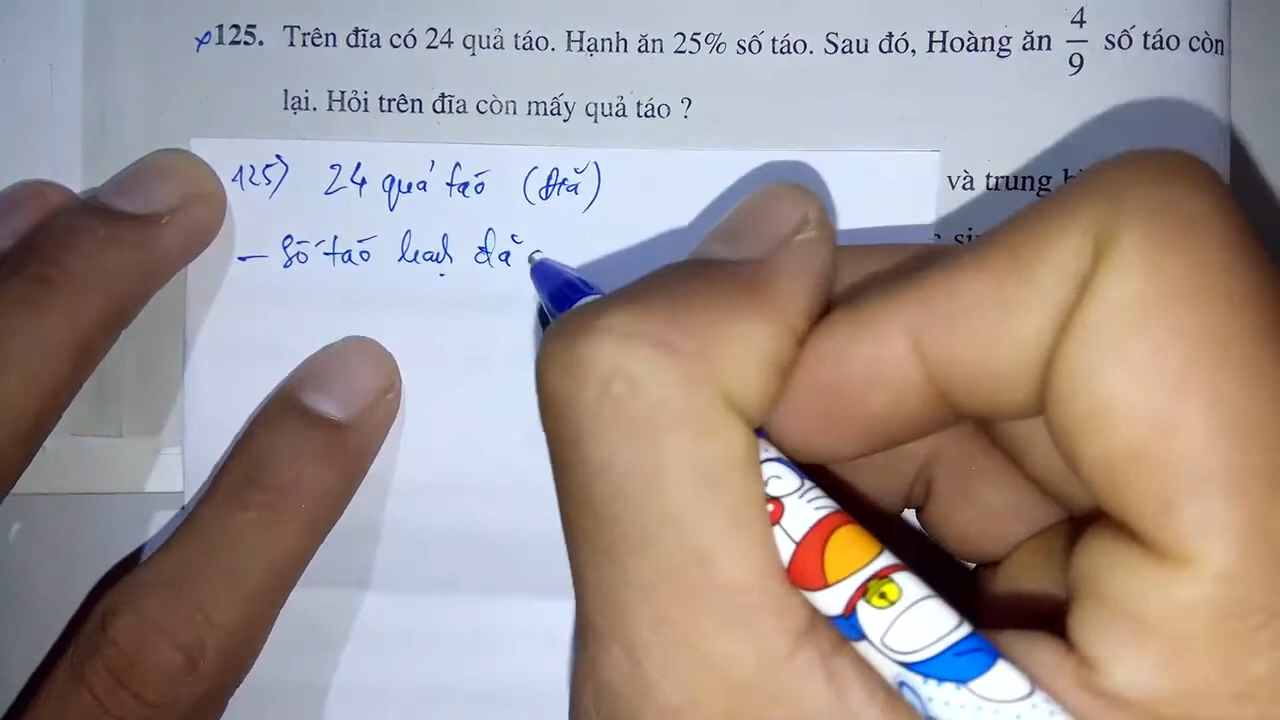 125. Trên đĩa có 24 quả táo. Hạnh ăn 25% số táo. Sau đó, Hoàng ăn 4/9 số táo còn
lại. Hỏi trên đĩa còn mấy quả táo ?
125) 24 quả táo (đĩa)
và trung
- Số táo hạnh đã